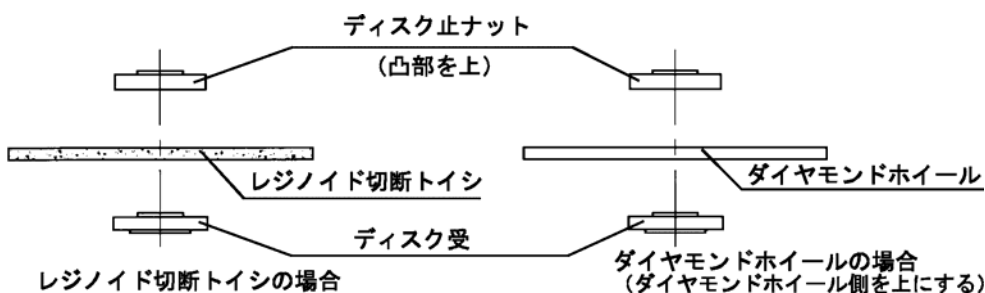 ディスク止ナット
(凸部を上)
レジノイド切断トイシ
ダイヤモンドホイール
ディスク受
レジノイド切断トイシの場合
ダイヤモンドホイールの場合
(ダイヤモンドホイール側を上にする)